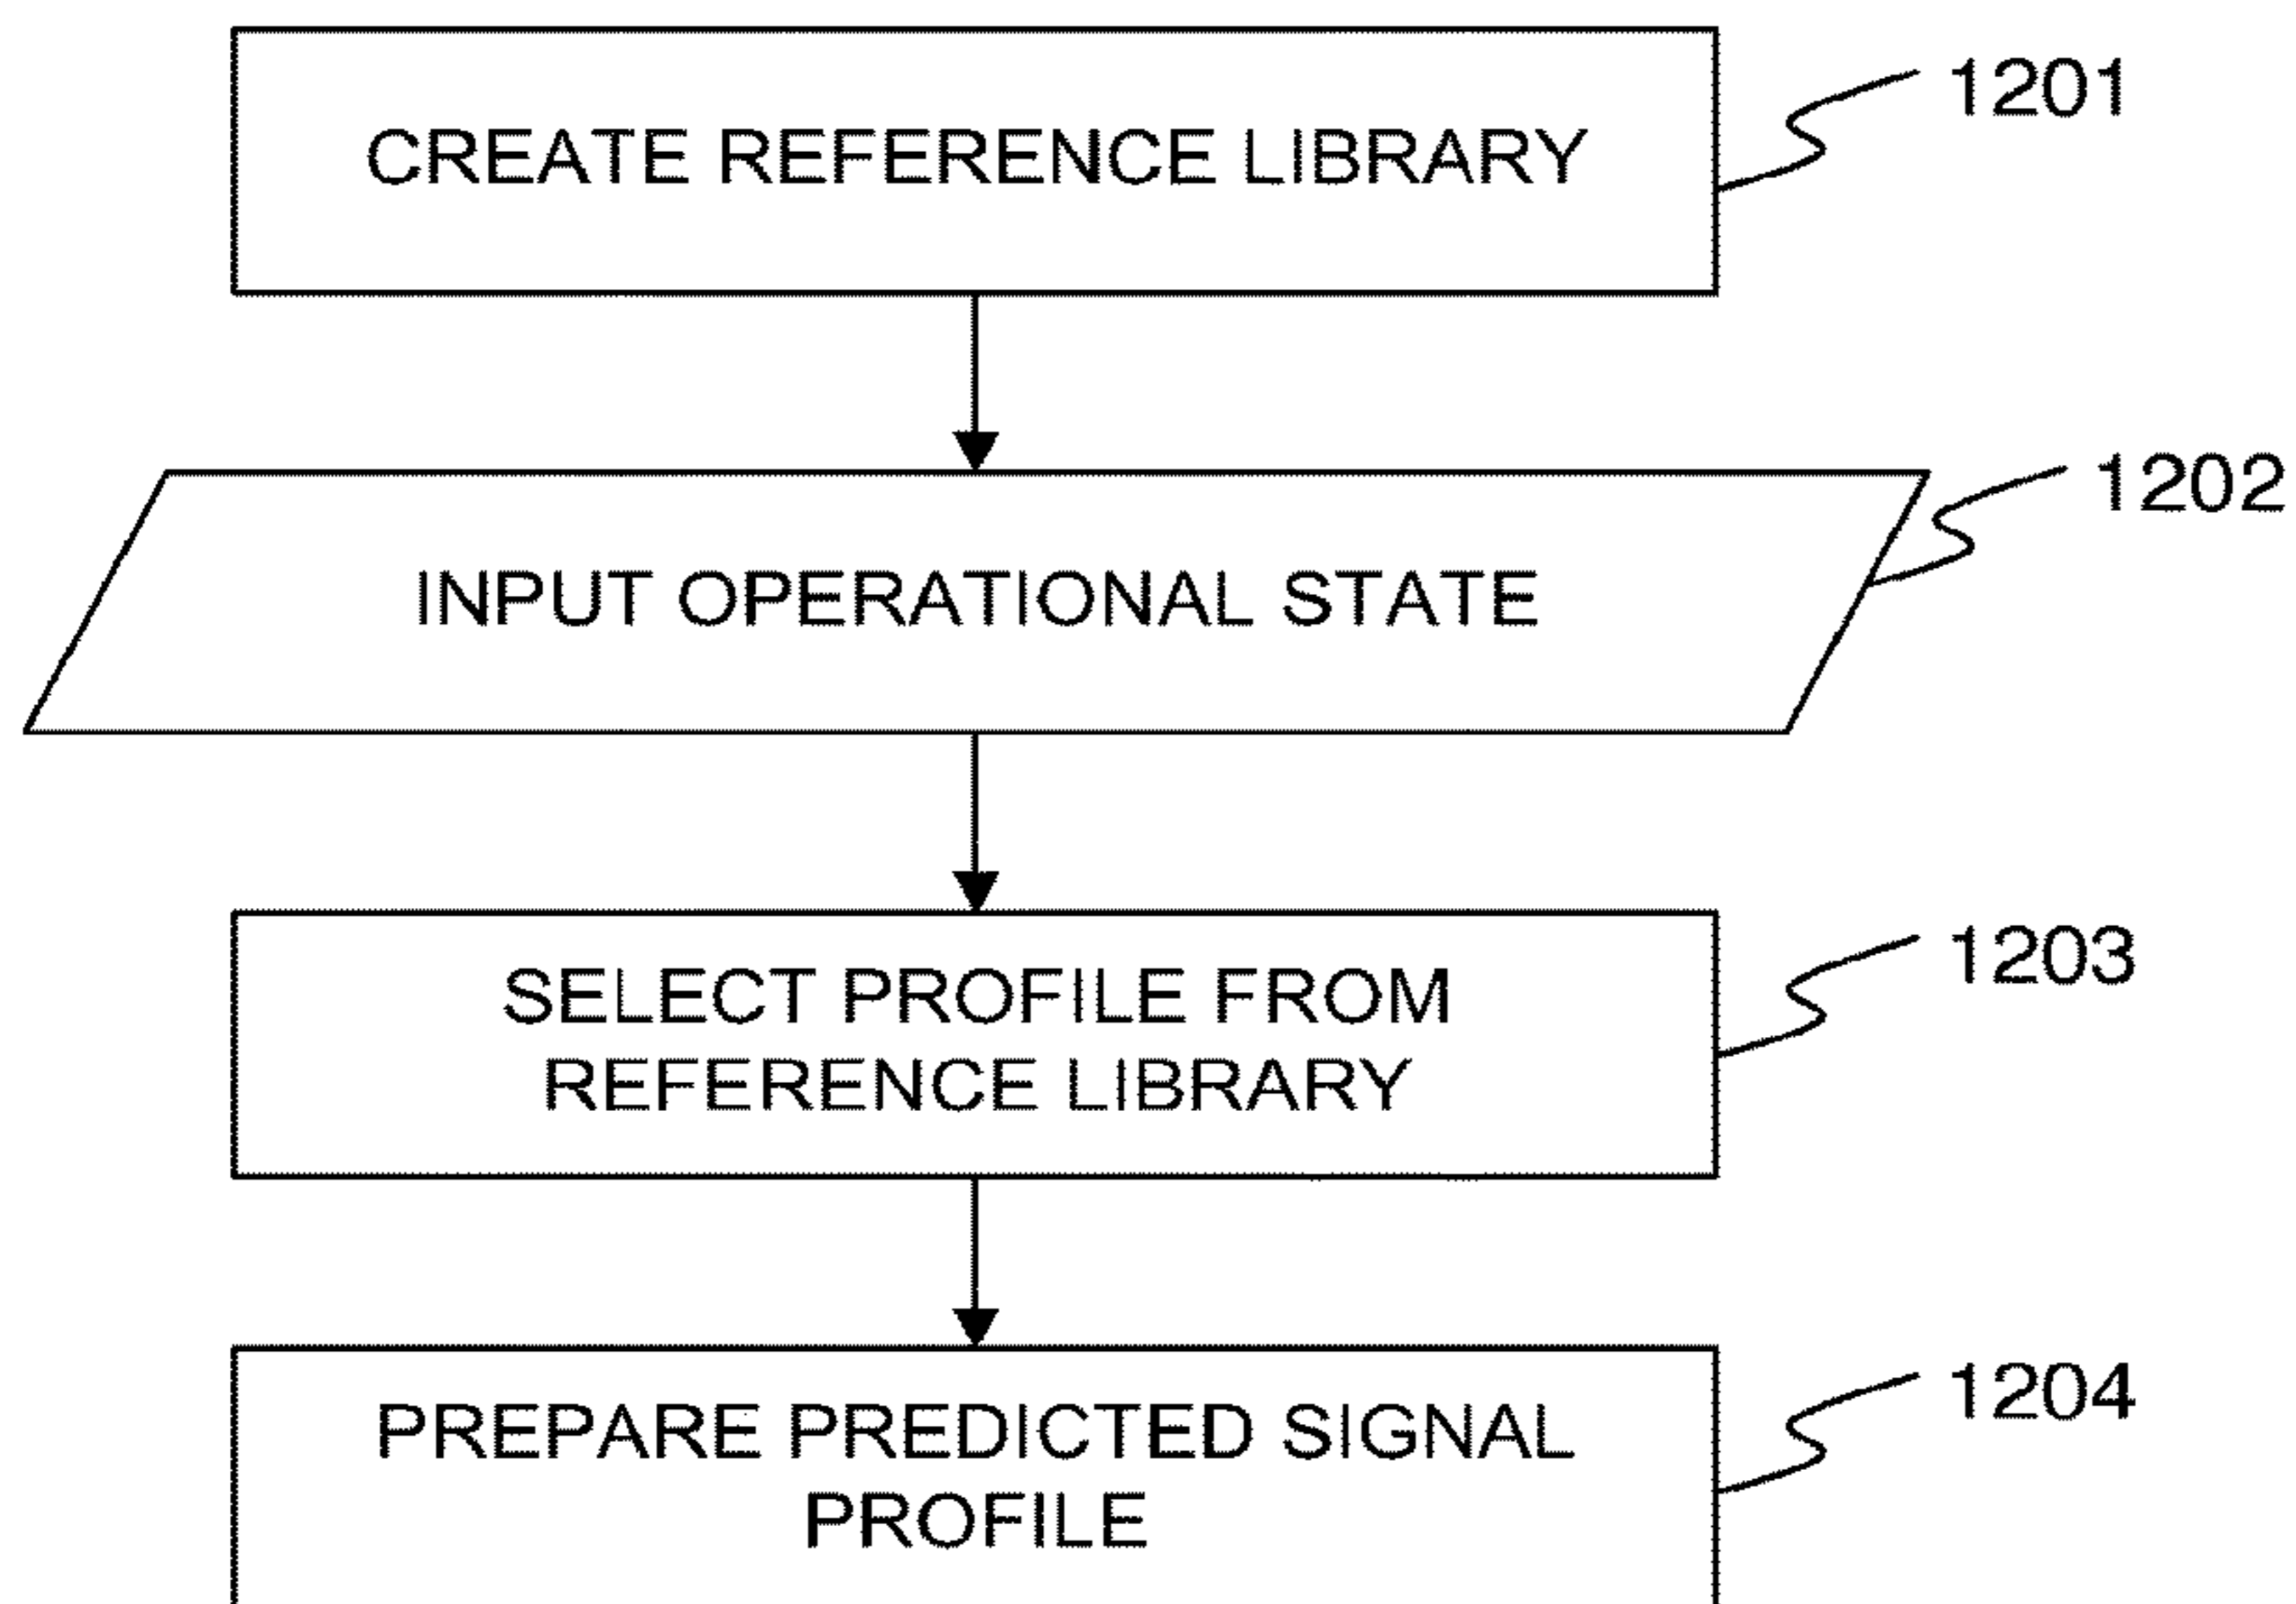 CREATE REFERENCE LIBRARY
1201
INPUT OPERATIONAL STATE
1202
SELECT PROFILE FROM
REFERENCE LIBRARY
1203
PREPARE PREDICTED SIGNAL
PROFILE
1204